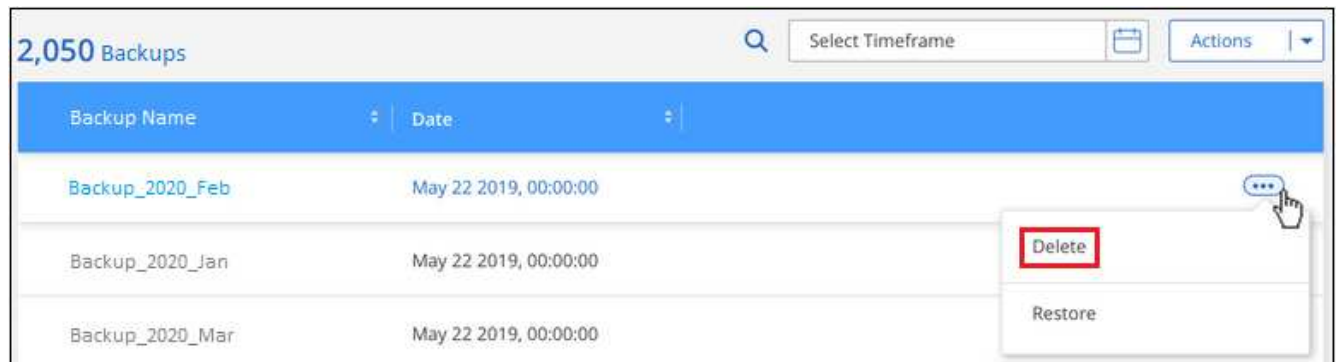 2,050 Backups
Select Timeframe
Actions
Backup Name
Date
Backup_2020_Feb
May 22 2019, 00:00:00
Delete
Backup_2020_Jan
May 22 2019, 00:00:00
Restore
Backup_2020_Mar
May 22 2019, 00:00:00